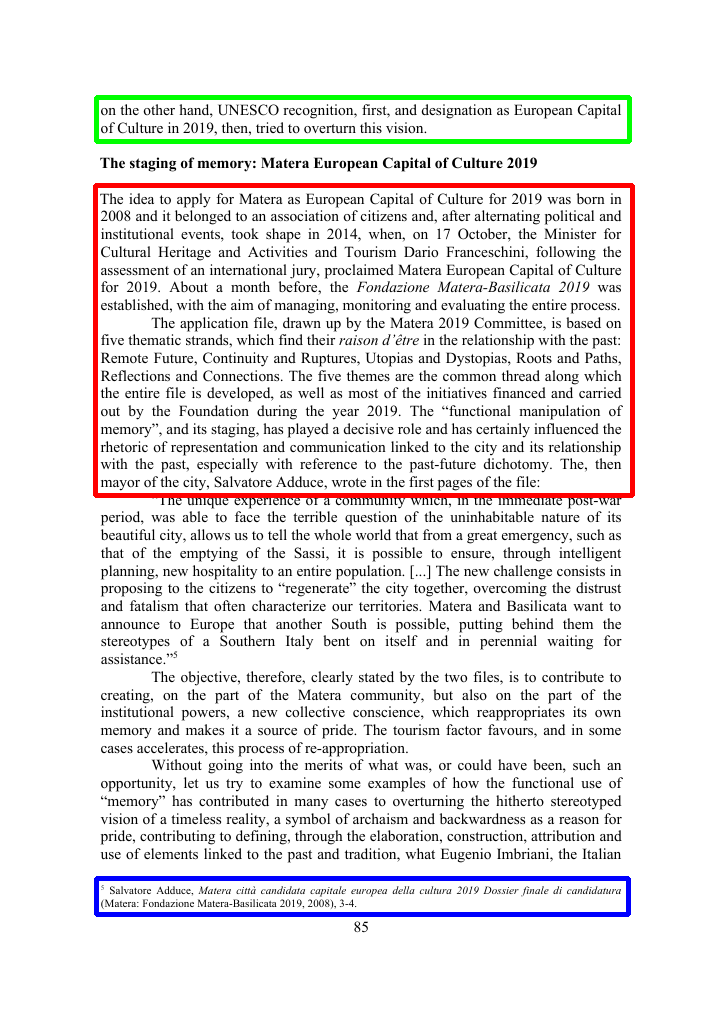 on the other hand, UNESCO recognition, first, and designation as European Capital
of Culture in 2019, then, tried to overturn this vision.
The staging of memory: Matera European Capital of Culture 2019
The idea to apply for Matera as European Capital of Culture for 2019 was born in
2008 and it belonged to an association of citizens and, after alternating political and
institutional events, took shape in 2014, when, on 17 October, the Minister for
Cultural Heritage and Activities and Tourism Dario Franceschini, following the
assessment of an international jury, proclaimed Matera European Capital of Culture
for 2019. About a month before, the Fondazione Matera-Basilicata 2019 was
established, with the aim of managing, monitoring and evaluating the entire process.
The application file, drawn up by the Matera 2019 Committee, is based on
five thematic strands, which find their raison d’être in the relationship with the past:
Remote Future, Continuity and Ruptures, Utopias and Dystopias, Roots and Paths,
Reflections and Connections. The five themes are the common thread along which
the entire file is developed, as well as most of the initiatives financed and carried
out by the Foundation during the year 2019. The “functional manipulation of
memory”, and its staging, has played a decisive role and has certainly influenced the
rhetoric of representation and communication linked to the city and its relationship
with the past, especially with reference to the past-future dichotomy. The, then
mayor of the city, Salvatore Adduce, wrote in the first pages of the file:
“The unique experience of a community which, in the immediate post-war
period, was able to face the terrible question of the uninhabitable nature of its
beautiful city, allows us to tell the whole world that from a great emergency, such as
that of the emptying of the Sassi, it is possible to ensure, through intelligent
planning, new hospitality to an entire population. [...] The new challenge consists in
proposing to the citizens to “regenerate” the city together, overcoming the distrust
and fatalism that often characterize our territories. Matera and Basilicata want to
announce to Europe that another South is possible, putting behind them the
stereotypes of a Southern Italy bent on itself and in perennial waiting for
assistance.”5
The objective, therefore, clearly stated by the two files, is to contribute to
creating, on the part of the Matera community, but also on the part of the
institutional powers, a new collective conscience, which reappropriates its own
memory and makes it a source of pride. The tourism factor favours, and in some
cases accelerates, this process of re-appropriation.
Without going into the merits of what was, or could have been, such an
opportunity, let us try to examine some examples of how the functional use of
“memory” has contributed in many cases to overturning the hitherto stereotyped
vision of a timeless reality, a symbol of archaism and backwardness as a reason for
pride, contributing to defining, through the elaboration, construction, attribution and
use of elements linked to the past and tradition, what Eugenio Imbriani, the Italian
5 Salvatore Adduce, Matera città candidata capitale europea della cultura 2019 Dossier finale di candidatura
(Matera: Fondazione Matera-Basilicata 2019, 2008), 3-4.
85